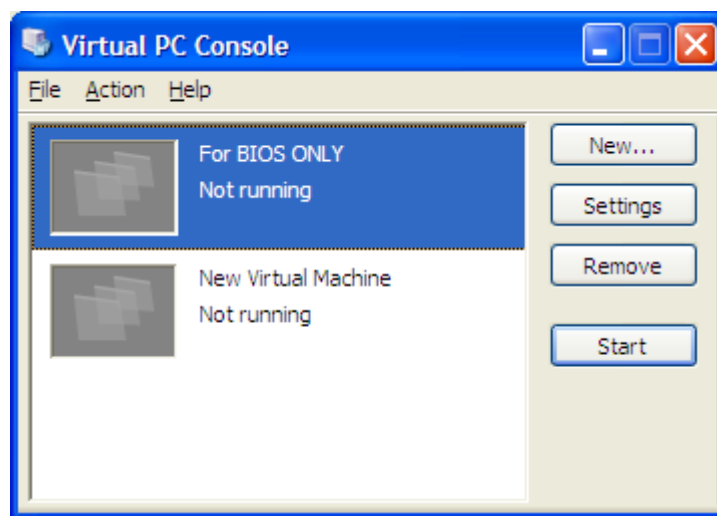 Virtual PC Console
File Action Help
For BIOS ONLY
Not running
New Virtual Machine
Not running
New...
Settings
Remove
Start